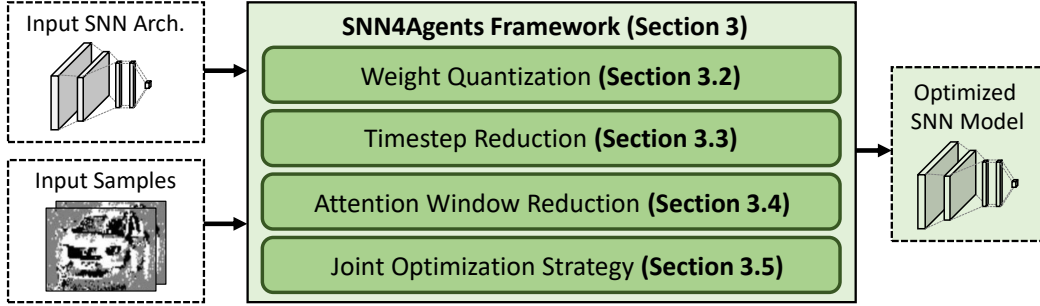 Input SNN Arch.
Input Samples
SNN4Agents Framework (Section 3)
Weight Quantization (Section 3.2)
Timestep Reduction (Section 3.3)
Attention Window Reduction (Section 3.4)
Joint Optimization Strategy (Section 3.5)
Optimized
SNN Model